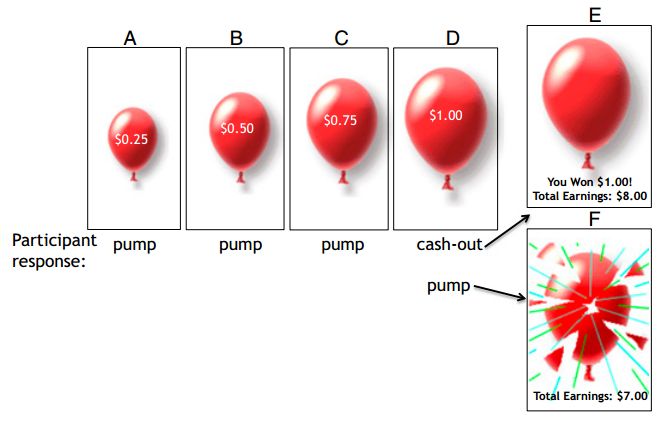 A
B
C
D
E
$0.25
$0.50
$0.75
$1.00
You Won $1.00!
Total Earnings: $8.00
Participant
response:
pump
pump
pump
cash-out
pump
F
Total Earnings: $7.00